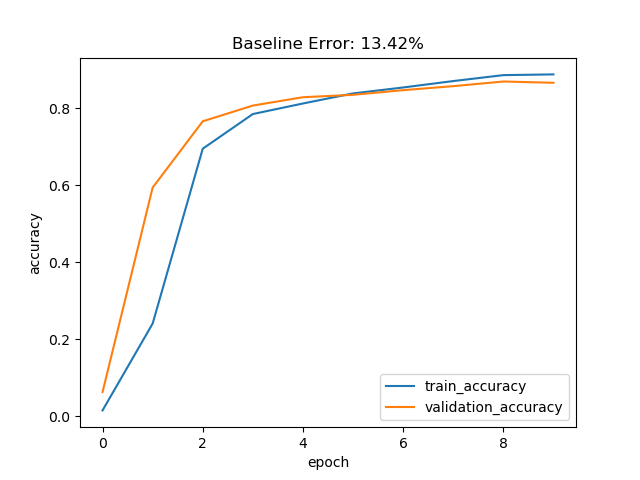 Baseline Error: 13.42%
accuracy
0.8
0.6
0.4
0.2
0.0
train_accuracy
validation_accuracy
0 2 4 6 8
epoch